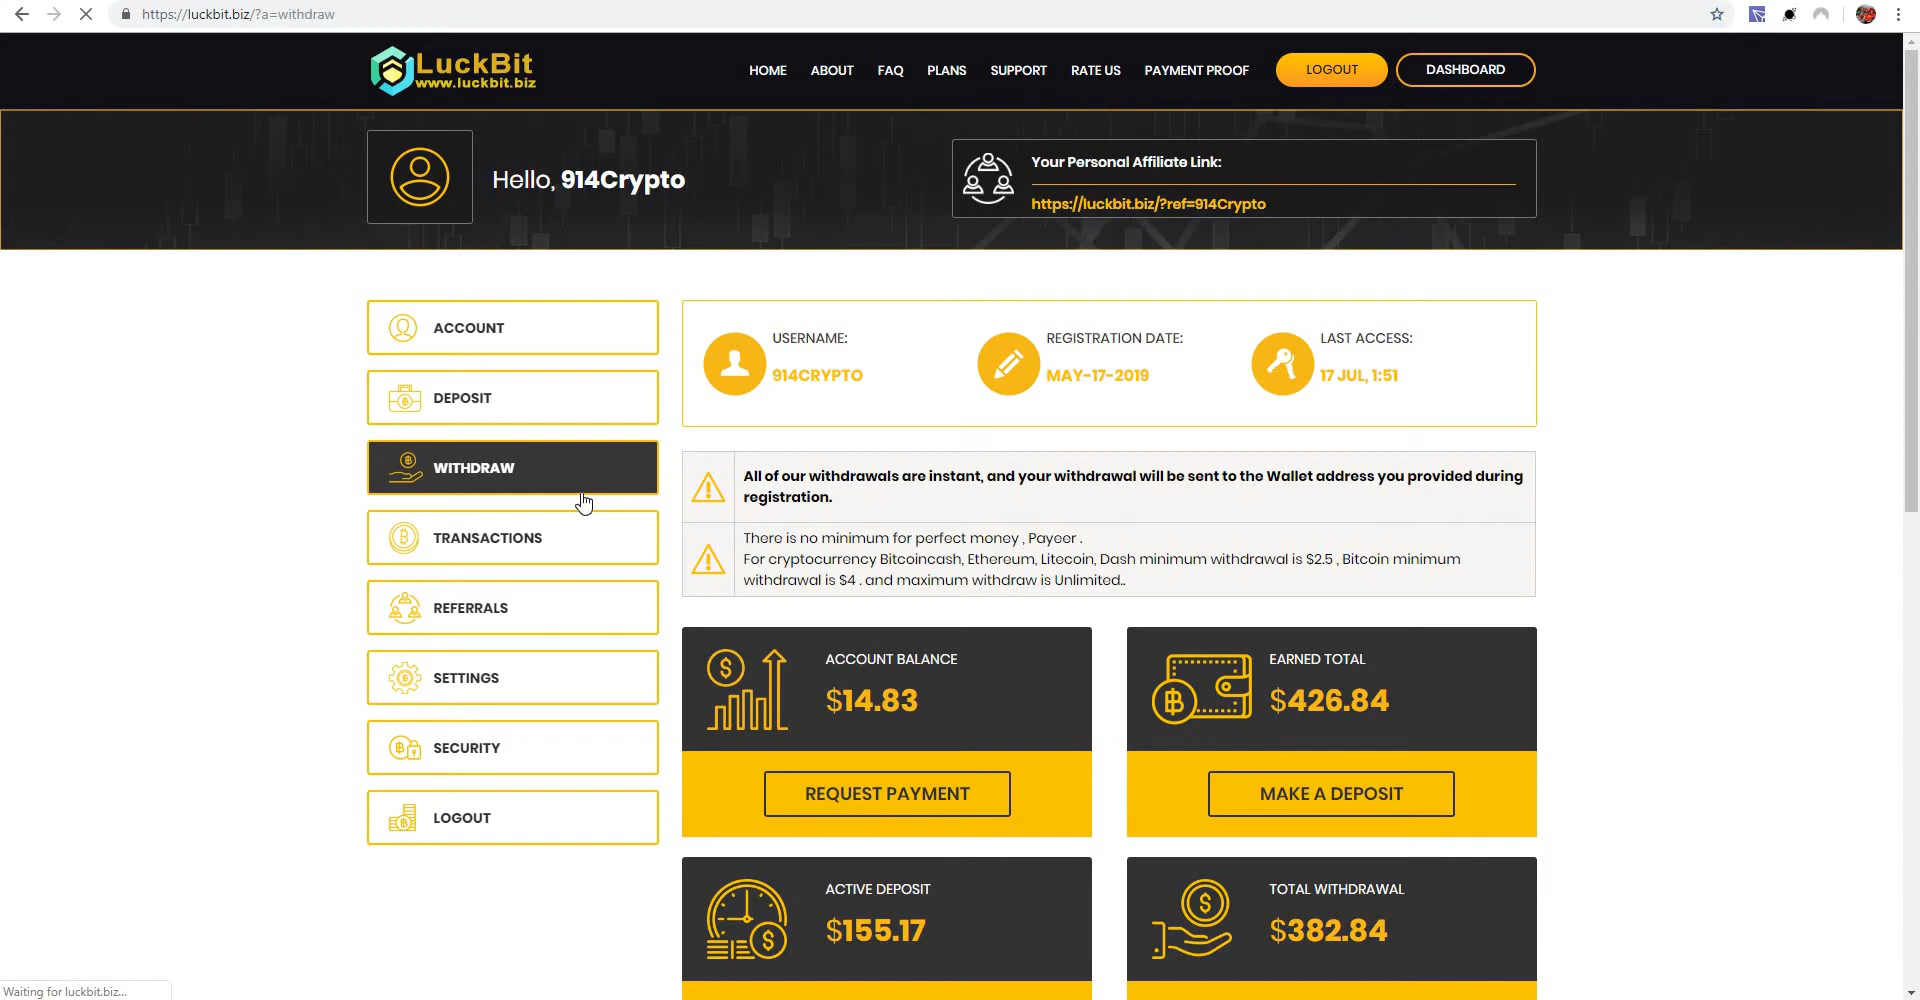 https://luckbit.biz/?a=withdraw
LuckBit
www.luckbit.biz
HOME ABOUT FAQ PLANS SUPPORT RATE US PAYMENT PROOF LOGOUT DASHBOARD
Hello, 914Crypto
Your Personal Affiliate Link:
https://luckbit.biz/?ref=914Crypto
ACCOUNT
DEPOSIT
WITHDRAW
TRANSACTIONS
REFERRALS
SETTINGS
SECURITY
LOGOUT
USERNAME:
914CRYPTO
REGISTRATION DATE:
MAY-17-2019
LAST ACCESS:
17 JUL, 1:51
All of our withdrawals are instant, and your withdrawal will be sent to the Wallet address you provided during
registration.
There is no minimum for perfect money , Payeer .
For cryptocurrency Bitcoincash, Ethereum, Litecoin, Dash minimum withdrawal is $2.5 , Bitcoin minimum
withdrawal is $4 . and maximum withdraw is Unlimited..
ACCOUNT BALANCE
$14.83
REQUEST PAYMENT
EARNED TOTAL
$426.84
MAKE A DEPOSIT
ACTIVE DEPOSIT
$155.17
TOTAL WITHDRAWAL
$382.84
Waiting for luckbit.biz...